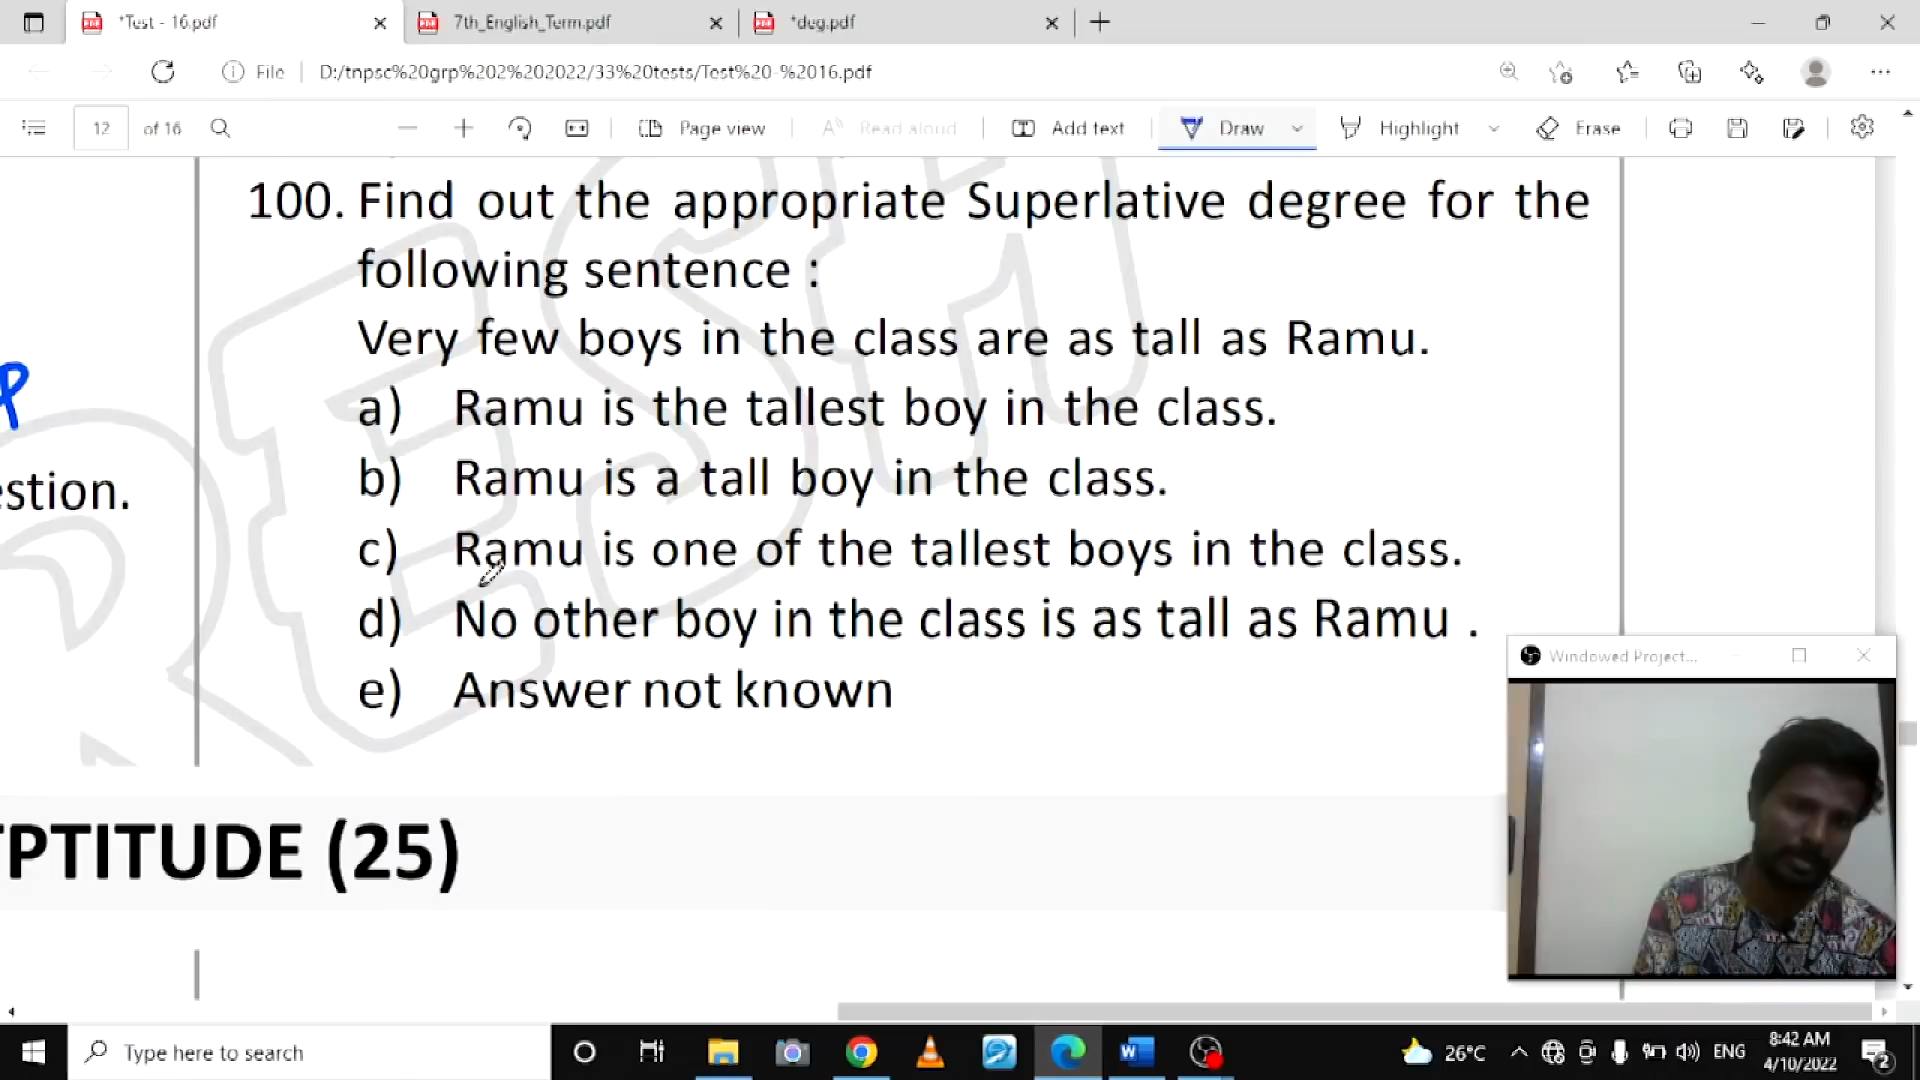 *Test - 16.pdf
7th_English_Term.pdf
*deg.pdf
File
D:/tnpsc%20grp%202%202022/33%20tests/Test%20-%2016.pdf
12 of 16
Page view
Read aloud
Add text
Draw
Highlight
Erase
100. Find out the appropriate Superlative degree for the
following sentence :
Very few boys in the class are as tall as Ramu.
a) Ramu is the tallest boy in the class.
b) Ramu is a tall boy in the class.
estion.
c) Ramu is one of the tallest boys in the class.
d) No other boy in the class is as tall as Ramu .
e) Answer not known
Windowed Project...
TPTITUDE (25)
Type here to search
26°C
ENG
8:42 AM
4/10/2022
2